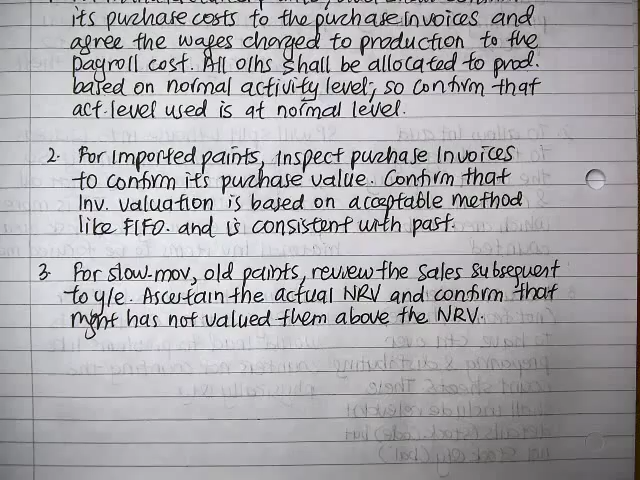 its purchase costs to the purchase invoices and
agree the wages charged to production to the
payroll cost. All o/hs shall be allocated to prod.
based on normal activity level; so confirm that
act. level used is at normal level.
2. For imported paints, inspect purchase invoices
to confirm its purchase value. Confirm that
Inv. valuation is based on acceptable method
like FIFO. and is consistent with past.
3. For slow-mov, old paints, review the sales subsequent
to y/e. Ascertain the actual NRV and confirm that
mgnt has not valued them above the NRV.